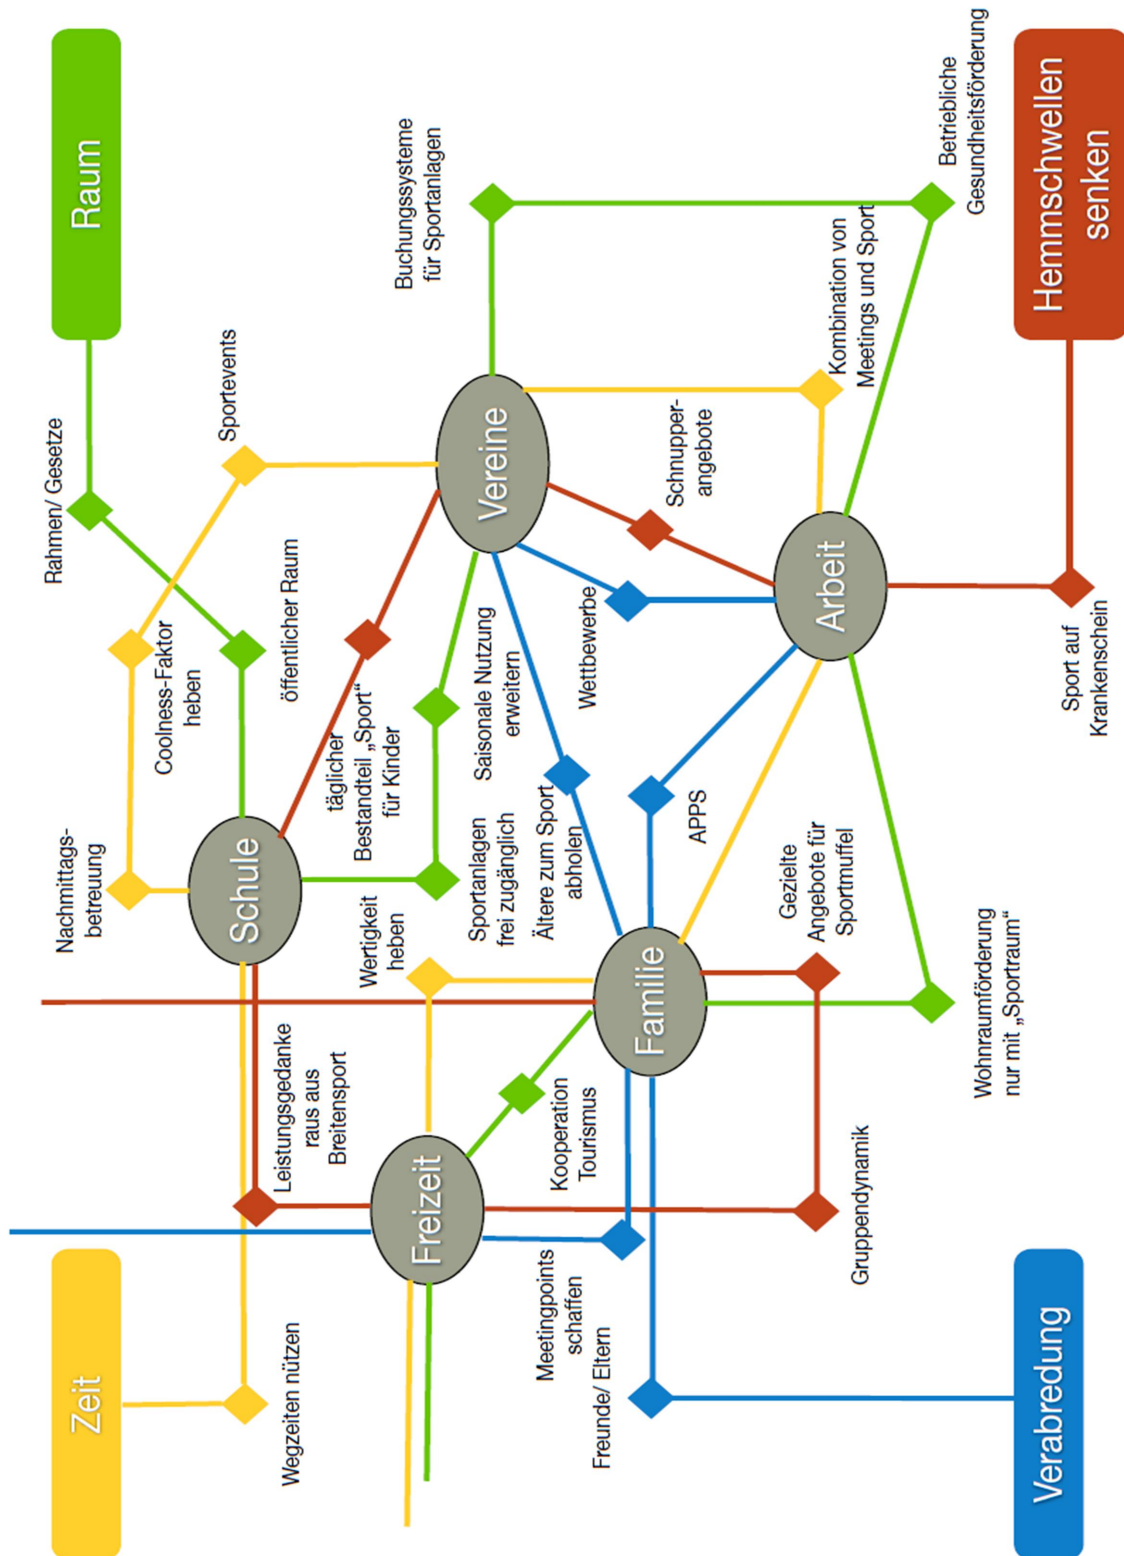 Zeit
Raum
Nachmittags-
betreuung
Rahmen/ Gesetze
Coolness-Faktor
heben
Sportevents
Wegzeiten nützen
Schule
öffentlicher Raum
Leistungsgedanke
raus aus
Breitensport
täglicher
Bestandteil „Sport“
für Kinder
Wertigkeit
heben
Buchungssysteme
für Sportanlagen
Freizeit
Sportanlagen
frei zugänglich
Saisonale Nutzung
erweitern
Vereine
Kooperation
Tourismus
Ältere zum Sport
abholen
Meetingpoints
schaffen
Wettbewerbe
Freunde/ Eltern
Familie
APPS
Schnupper-
angebote
Gezielte
Angebote für
Sportmuffel
Kombination von
Meetings und Sport
Arbeit
Gruppendynamik
Betriebliche
Gesundheitsförderung
Wohnraumförderung
nur mit „Sportraum“
Sport auf
Krankenschein
Verabredung
Hemmschwellen
senken